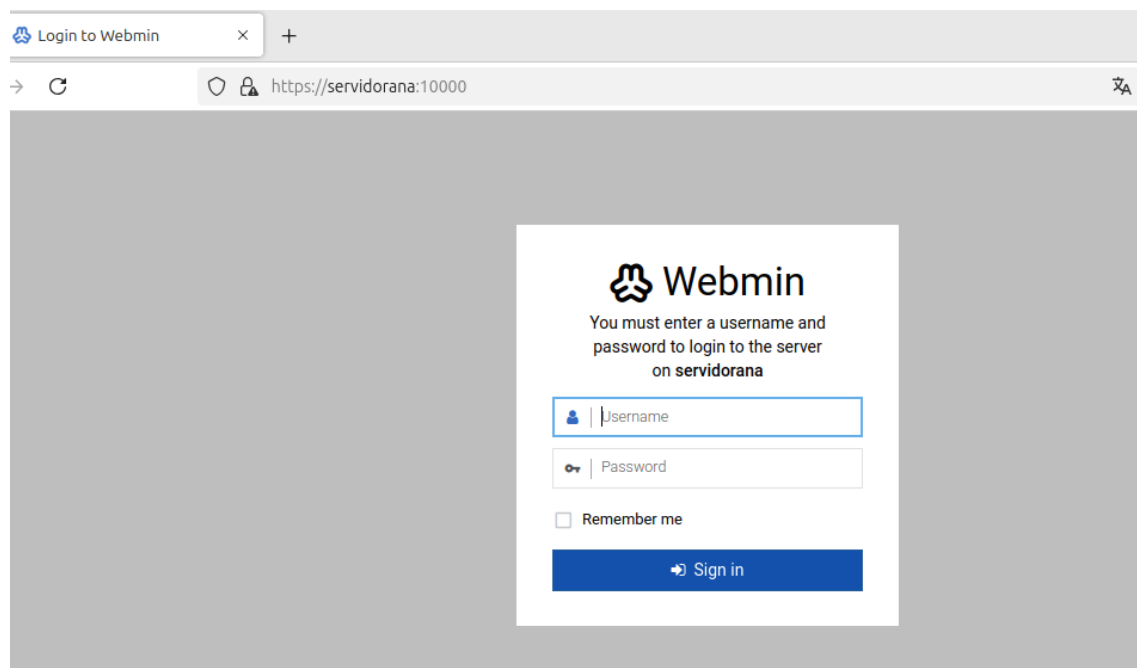 Login to Webmin
https://servidorana:10000
Webmin
You must enter a username and
password to login to the server
on servidorana
Username
Password
Remember me
Sign in